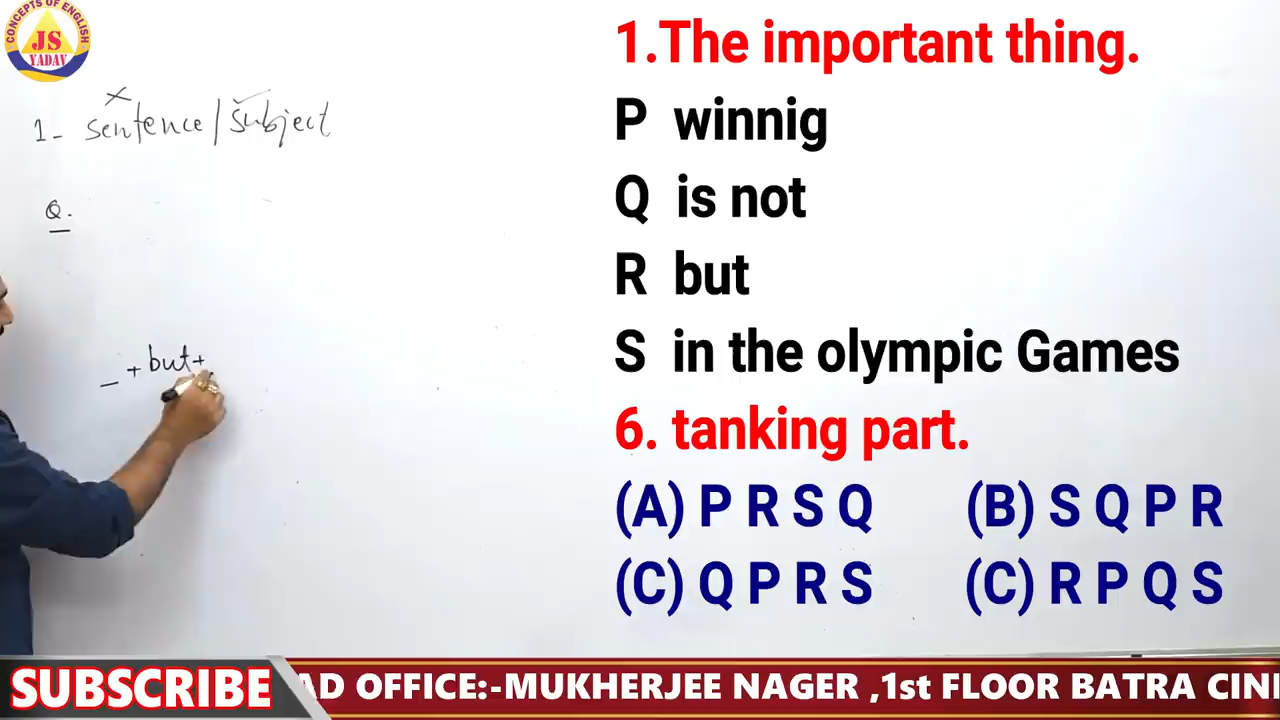 CONCEPTS OF ENGLISH
JS
YADAV
1- sentence / subject
Q.
- + but +
1.The important thing.
P winnig
Q is not
R but
S in the olympic Games
6. tanking part.
(A) P R S Q (B) S Q P R
(C) Q P R S (C) R P Q S
SUBSCRIBE
AD OFFICE:-MUKHERJEE NAGER ,1st FLOOR BATRA CINE